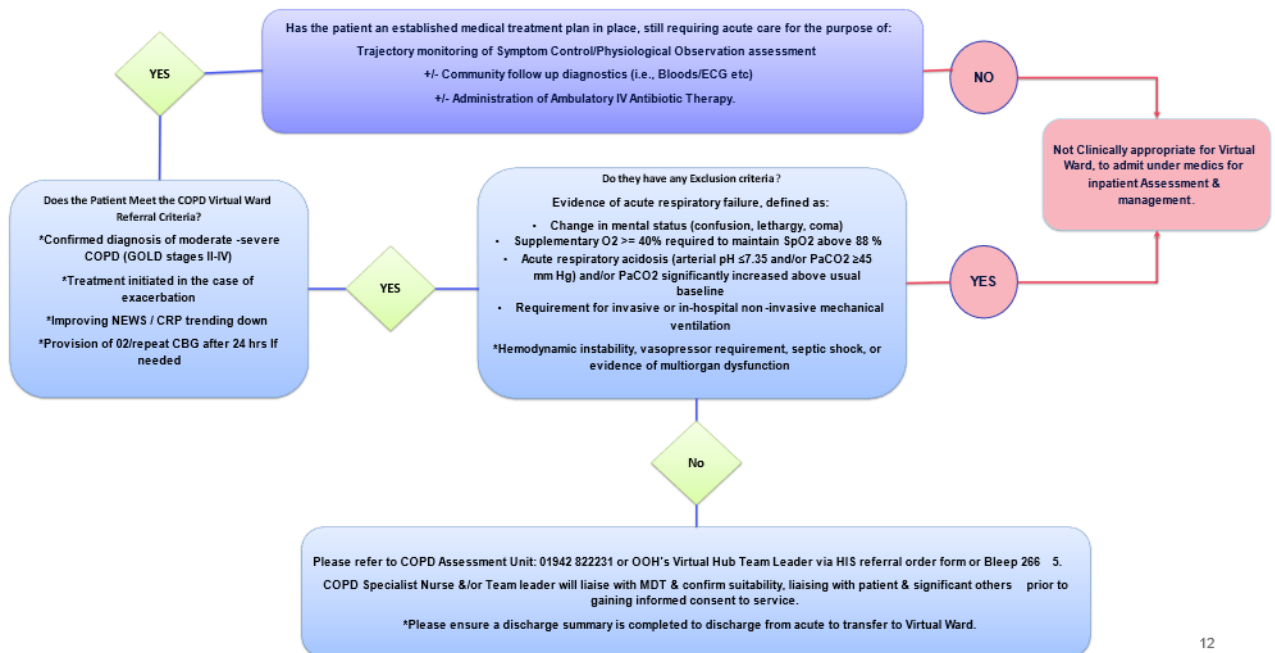 Has the patient an established medical treatment plan in place, still requiring acute care for the purpose of:
Trajectory monitoring of Symptom Control/Physiological Observation assessment
+/- Community follow up diagnostics (i.e., Bloods/ECG etc)
+/- Administration of Ambulatory IV Antibiotic Therapy.
YES
NO
Not Clinically appropriate for Virtual
Ward, to admit under medics for
inpatient Assessment &
management.
Does the Patient Meet the COPD Virtual Ward
Referral Criteria?
*Confirmed diagnosis of moderate -severe
COPD (GOLD stages II-IV)
*Treatment initiated in the case of
exacerbation
*Improving NEWS / CRP trending down
*Provision of 02/repeat CBG after 24 hrs If
needed
YES
Do they have any Exclusion criteria ?
Evidence of acute respiratory failure, defined as:
• Change in mental status (confusion, lethargy, coma)
• Supplementary O2 >= 40% required to maintain SpO2 above 88 %
• Acute respiratory acidosis (arterial pH ≤7.35 and/or PaCO2 ≥45
mm Hg) and/or PaCO2 significantly increased above usual
baseline
• Requirement for invasive or in-hospital non -invasive mechanical
ventilation
*Hemodynamic instability, vasopressor requirement, septic shock, or
evidence of multiorgan dysfunction
YES
No
Please refer to COPD Assessment Unit: 01942 822231 or OOH's Virtual Hub Team Leader via HIS referral order form or Bleep 266 5.
COPD Specialist Nurse &/or Team leader will liaise with MDT & confirm suitability, liaising with patient & significant others prior to
gaining informed consent to service.
*Please ensure a discharge summary is completed to discharge from acute to transfer to Virtual Ward.
12